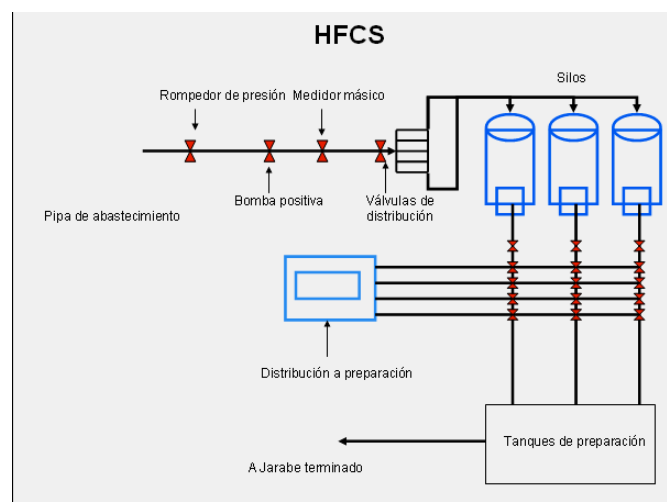 HFCS
Silos
Rompedor de presión
Medidor másico
Bomba positiva
Válvulas de
distribución
Pipa de abastecimiento
Distribución a preparación
Tanques de preparación
A Jarabe terminado